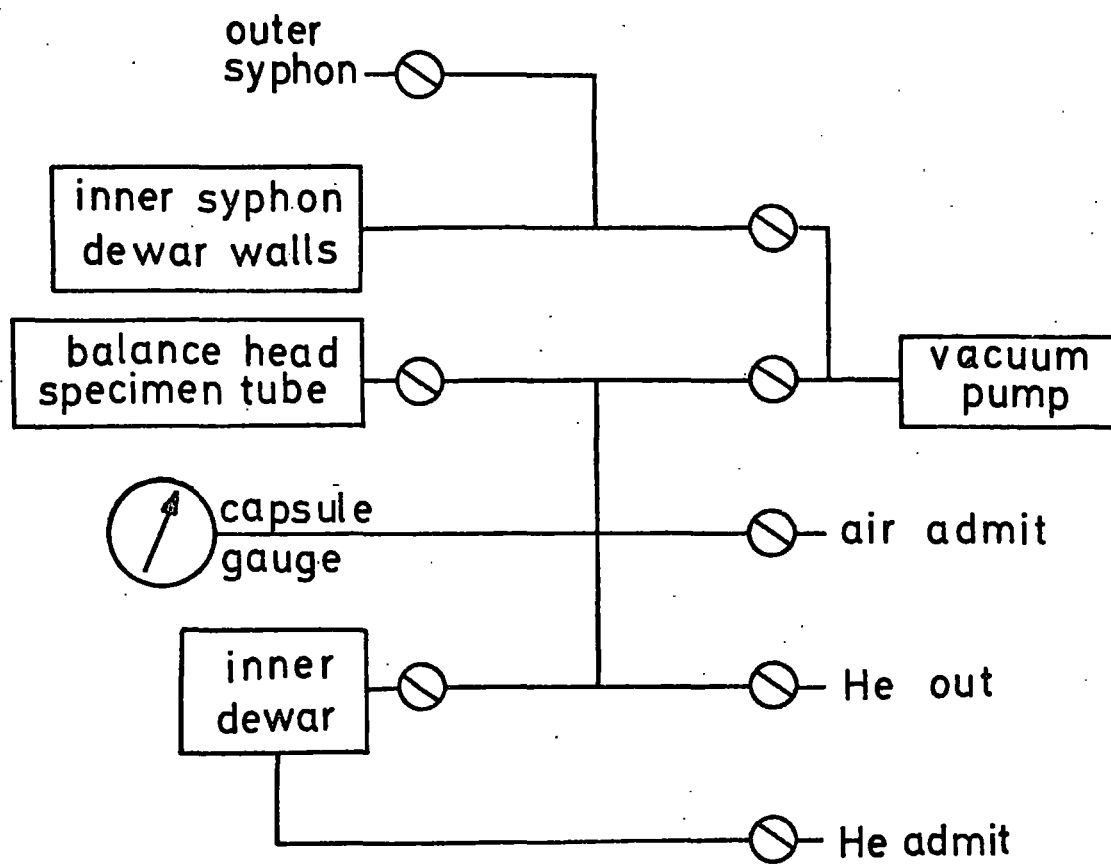 outer
syphon
inner syphon
dewar walls
balance head
specimen tube
vacuum
pump
capsule
gauge
air admit
inner
dewar
He out
He admit